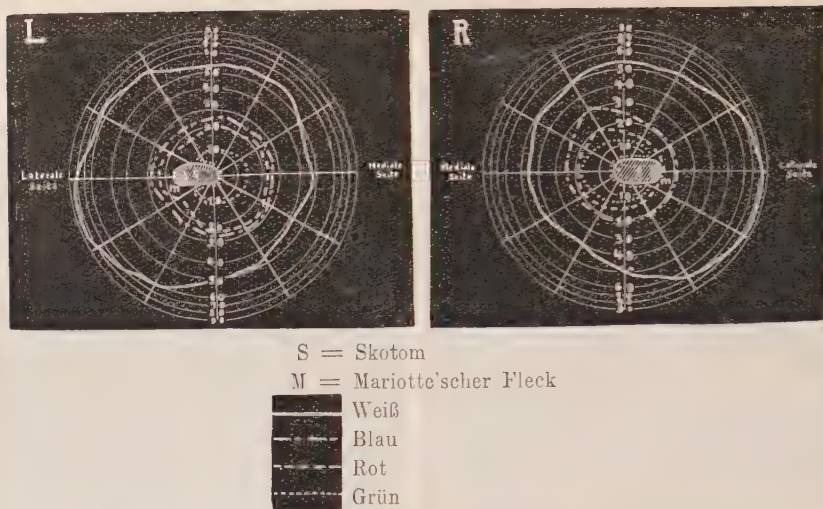 L
R
Laterale Seite
Mediale Seite
Mediale Seite
Laterale Seite
m
m
S = Skotom
M = Mariotte'scher Fleck
Weiß
Blau
Rot
Grün